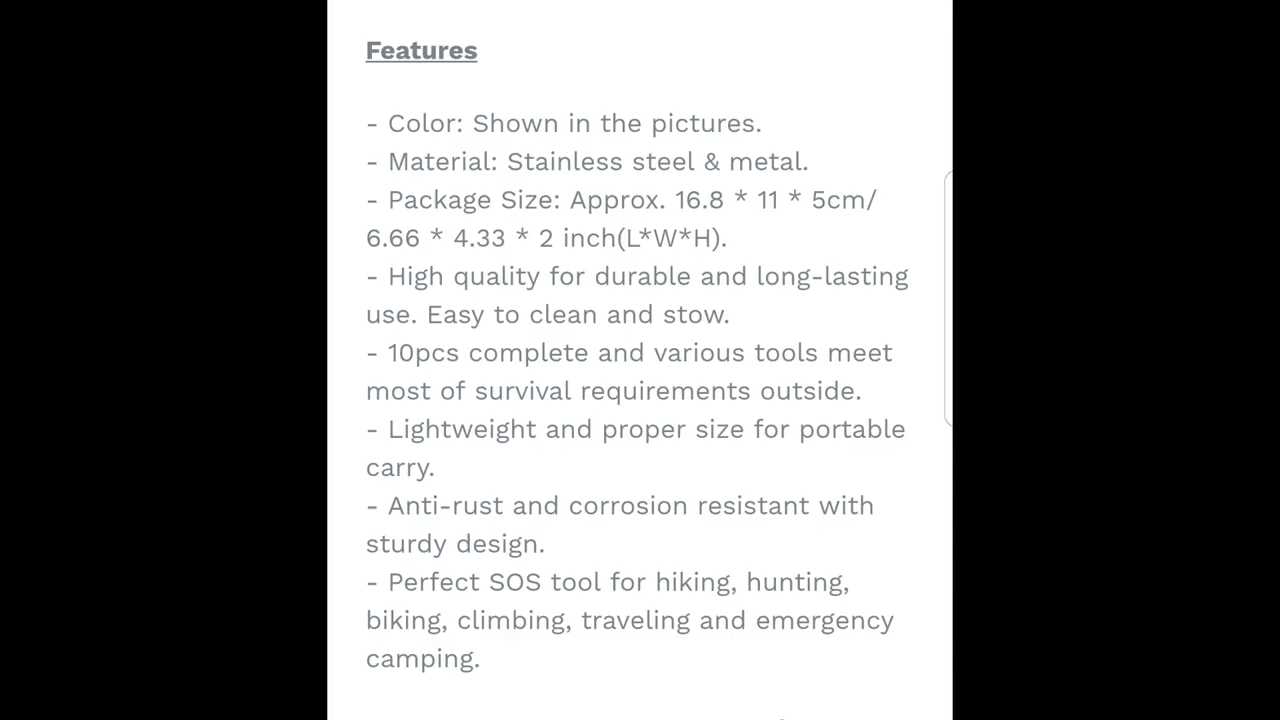 Features
- Color: Shown in the pictures.
- Material: Stainless steel & metal.
- Package Size: Approx. 16.8 * 11 * 5cm/
6.66 * 4.33 * 2 inch(L*W*H).
- High quality for durable and long-lasting
use. Easy to clean and stow.
- 10pcs complete and various tools meet
most of survival requirements outside.
- Lightweight and proper size for portable
carry.
- Anti-rust and corrosion resistant with
sturdy design.
- Perfect SOS tool for hiking, hunting,
biking, climbing, traveling and emergency
camping.